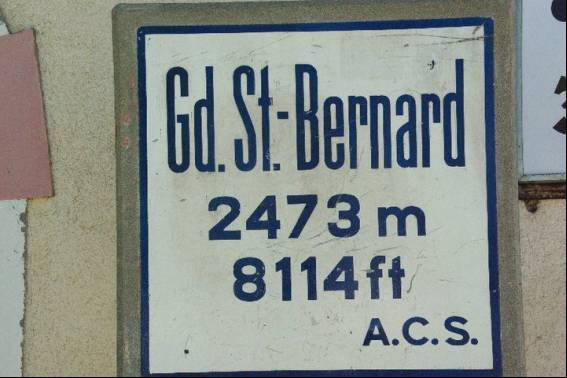 Gd. St.-Bernard
2473 m
8114 ft
A.C.S.